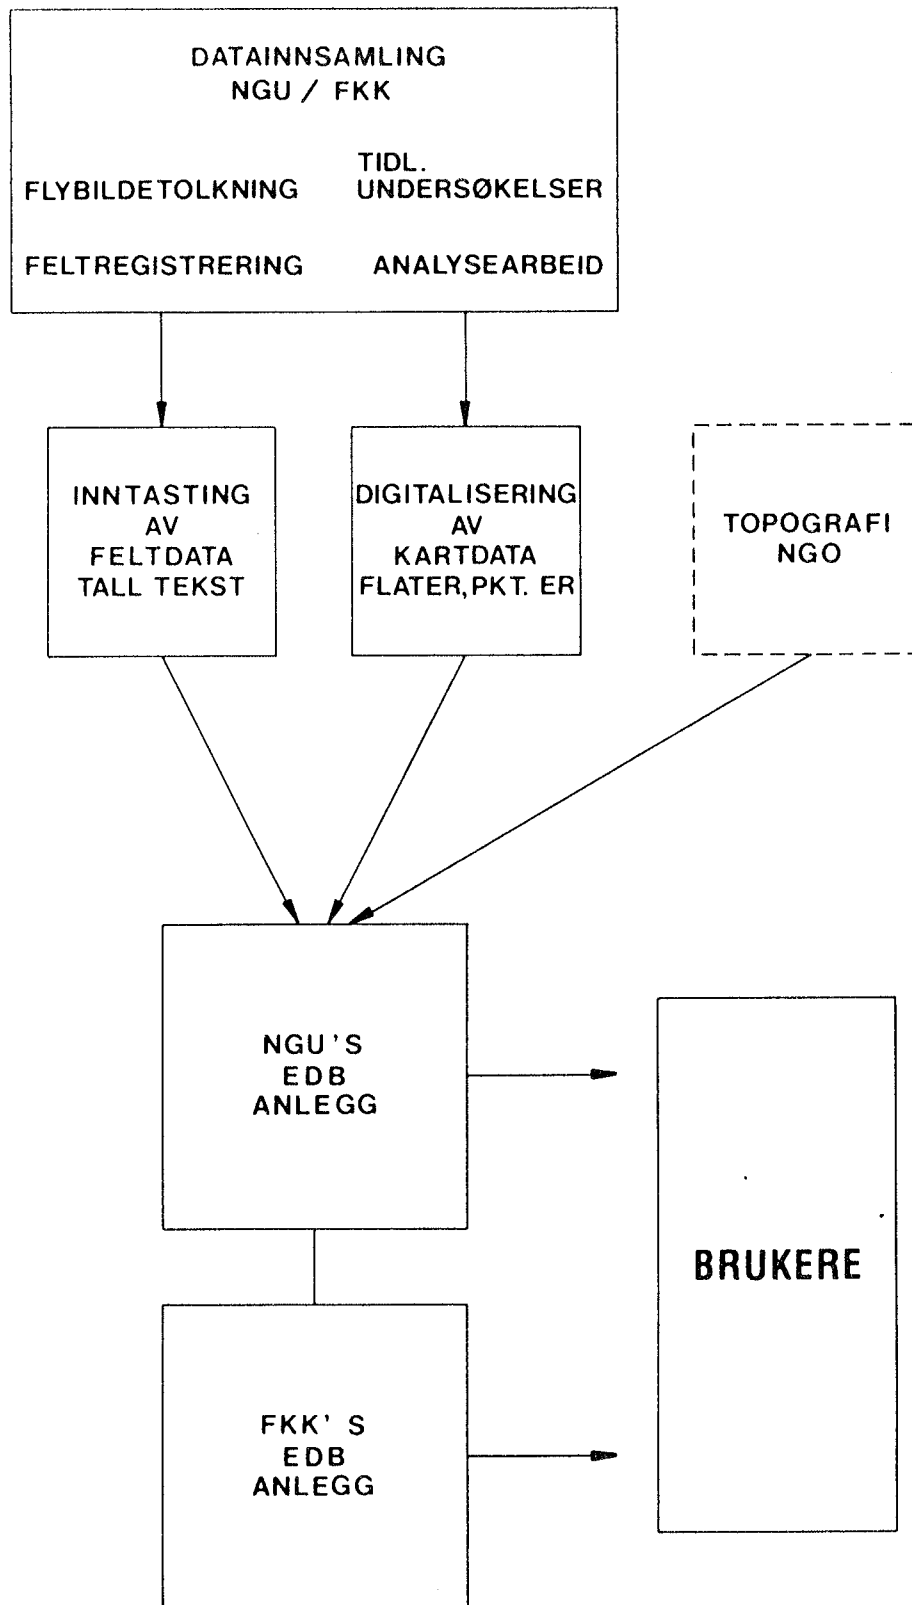 DATAINNSAMLING
NGU / FKK
TIDL.
FLYBILDETOLKNING UNDERSØKELSER
FELTREGISTRERING ANALYSEARBEID
INNTASTING
AV
FELTDATA
TALL TEKST
DIGITALISERING
AV
KARTDATA
FLATER, PKT. ER
TOPOGRAFI
NGO
NGU'S
EDB
ANLEGG
BRUKERE
FKK' S
EDB
ANLEGG